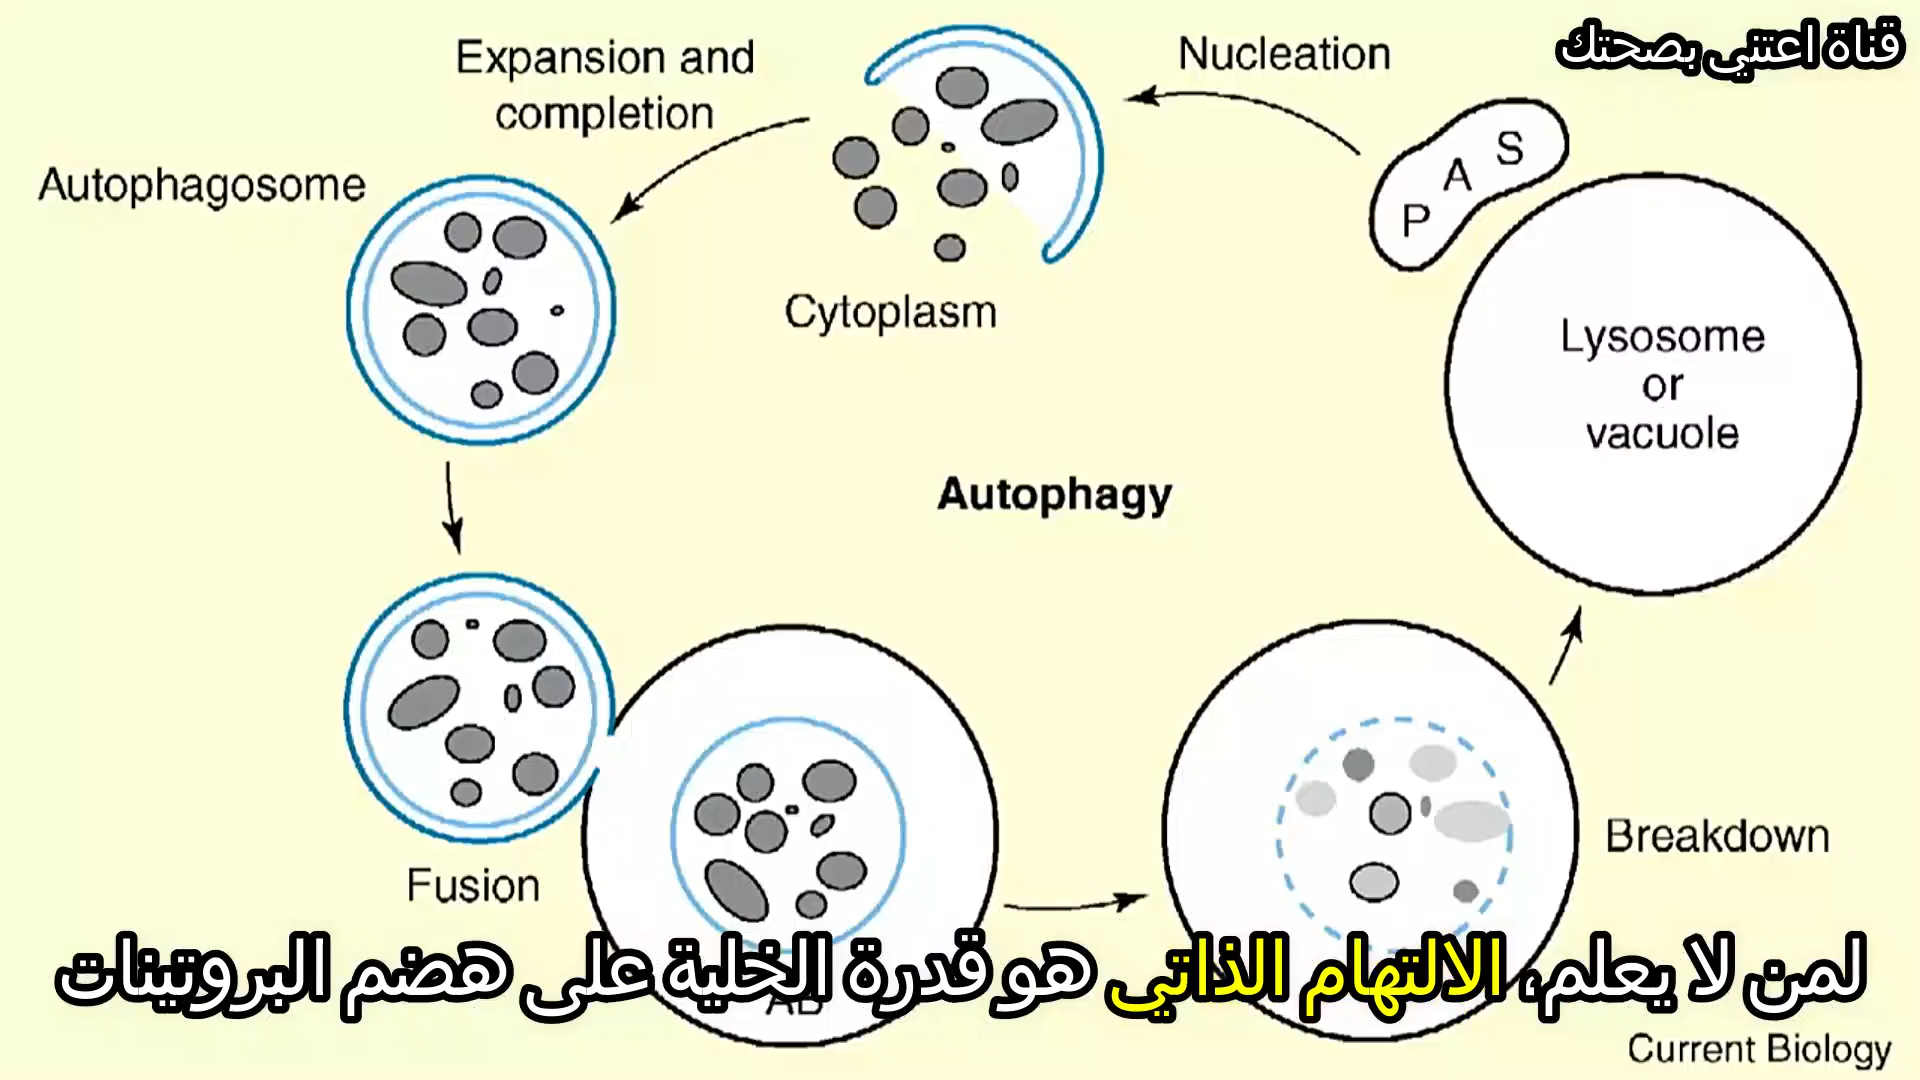 قناة اعتني بصحتك
Expansion and
completion
Nucleation
Autophagosome
P A S
Cytoplasm
Lysosome
or
vacuole
Autophagy
Fusion
Breakdown
AB
لمن لا يعلم، الالتهام الذاتي هو قدرة الخلية على هضم البروتينات
Current Biology